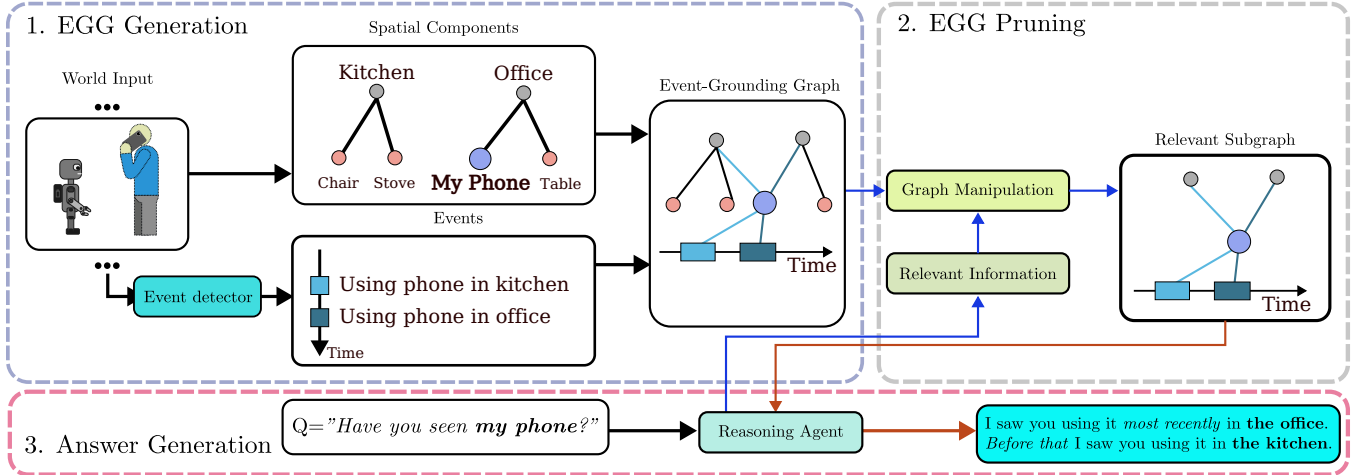 1. EGG Generation
Spatial Components
World Input
Kitchen
Office
Chair
Stove
My Phone
Table
Events
Event detector
Using phone in kitchen
Using phone in office
Time
Event-Grounding Graph
Time
2. EGG Pruning
Graph Manipulation
Relevant Information
Relevant Subgraph
Time
3. Answer Generation
Q="Have you seen my phone?"
Reasoning Agent
I saw you using it most recently in the office.
Before that I saw you using it in the kitchen.